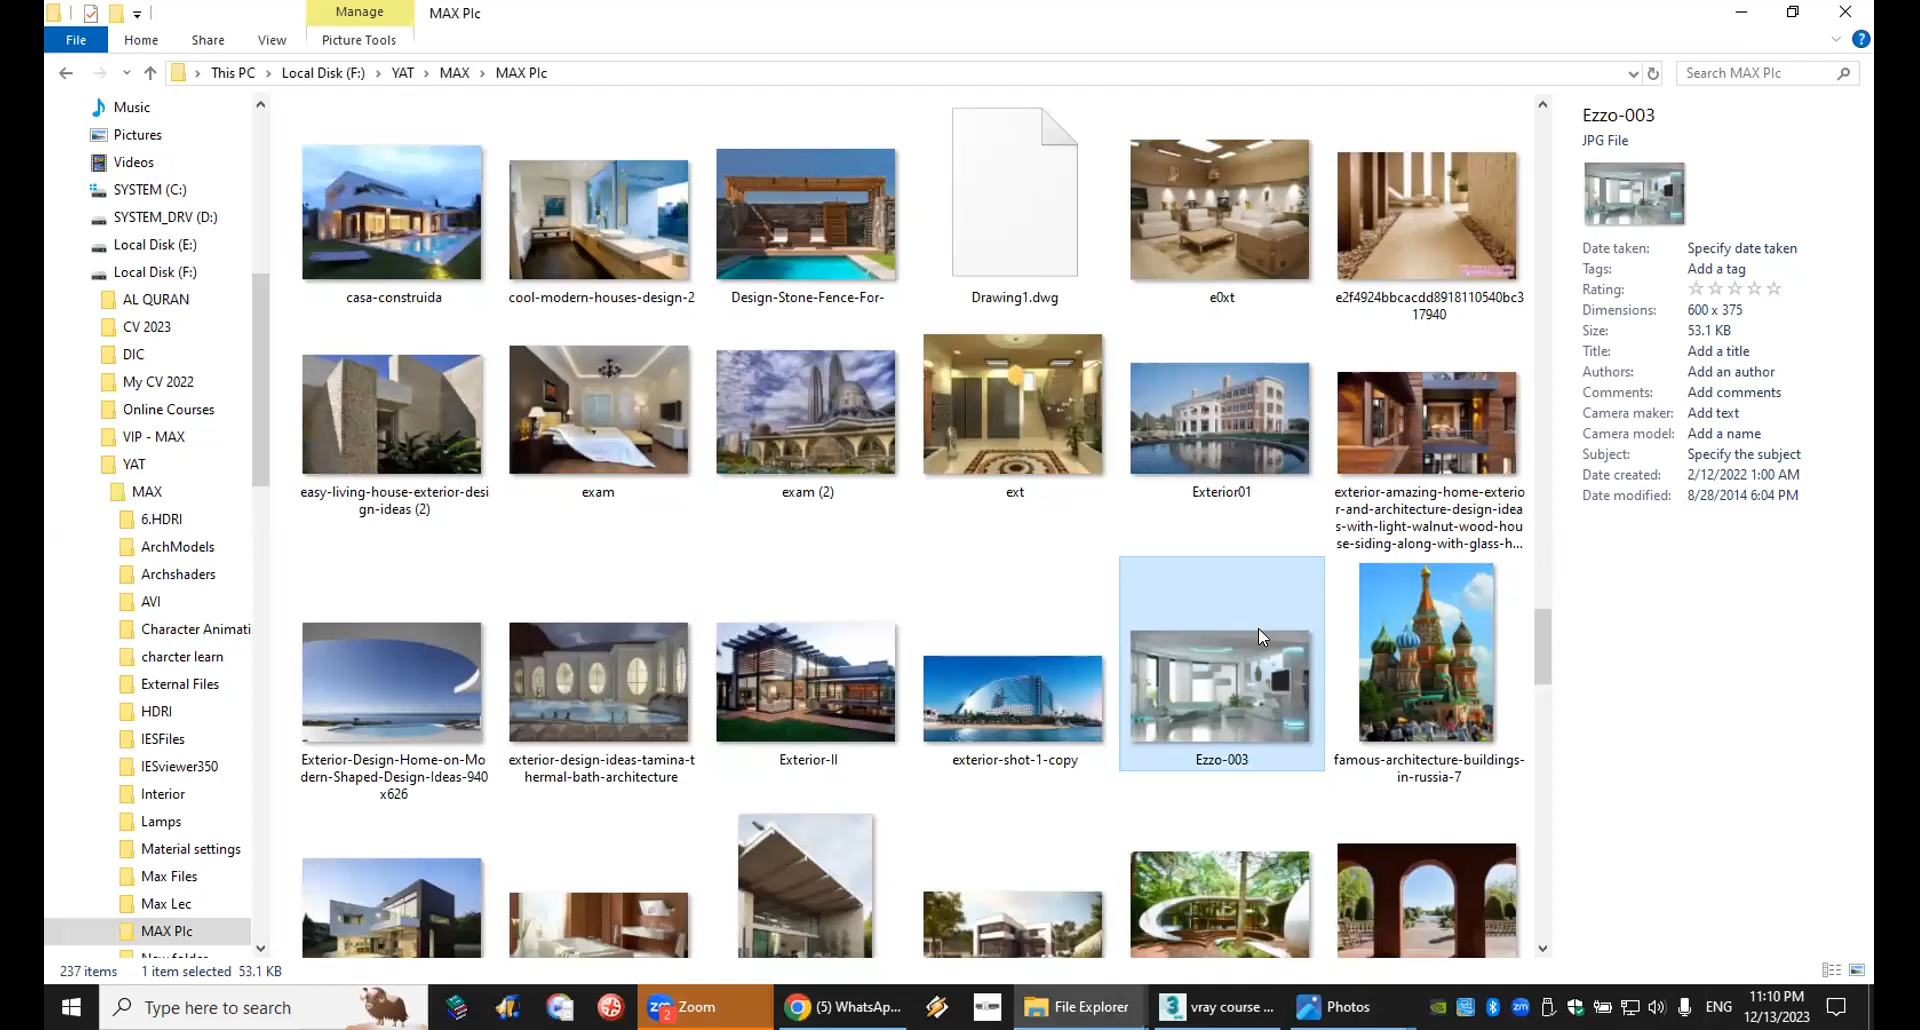 Manage
MAX Plc
File
Home
Share
View
Picture Tools
This PC
Local Disk (F:)
YAT
MAX
MAX Plc
Search MAX Plc
Music
Pictures
Videos
SYSTEM (C:)
SYSTEM_DRV (D:)
Local Disk (E:)
Local Disk (F:)
AL QURAN
CV 2023
DIC
My CV 2022
Online Courses
VIP - MAX
YAT
MAX
6.HDRI
ArchModels
Archshaders
AVI
Character Animati
charcter learn
External Files
HDRI
IESFiles
IESviewer350
Interior
Lamps
Material settings
Max Files
Max Lec
MAX Plc
New folder
casa-construida
cool-modern-houses-design-2
Design-Stone-Fence-For-
Drawing1.dwg
e0xt
e2f4924bbcacdd8918110540bc3
17940
easy-living-house-exterior-desi
gn-ideas (2)
exam
exam (2)
ext
Exterior01
exterior-amazing-home-exterio
r-and-architecture-design-idea
s-with-light-walnut-wood-hou
se-siding-along-with-glass-h...
Exterior-Design-Home-on-Mo
dern-Shaped-Design-Ideas-940
x626
exterior-design-ideas-tamina-t
hermal-bath-architecture
Exterior-II
exterior-shot-1-copy
Ezzo-003
famous-architecture-buildings-
in-russia-7
Ezzo-003
JPG File
Date taken: Specify date taken
Tags: Add a tag
Rating:
Dimensions: 600 x 375
Size: 53.1 KB
Title: Add a title
Authors: Add an author
Comments: Add comments
Camera maker: Add text
Camera model: Add a name
Subject: Specify the subject
Date created: 2/12/2022 1:00 AM
Date modified: 8/28/2014 6:04 PM
237 items
1 item selected 53.1 KB
Type here to search
zm
2
Zoom
(5) WhatsAp...
File Explorer
3
vray course ...
Photos
zm
ENG
11:10 PM
12/13/2023